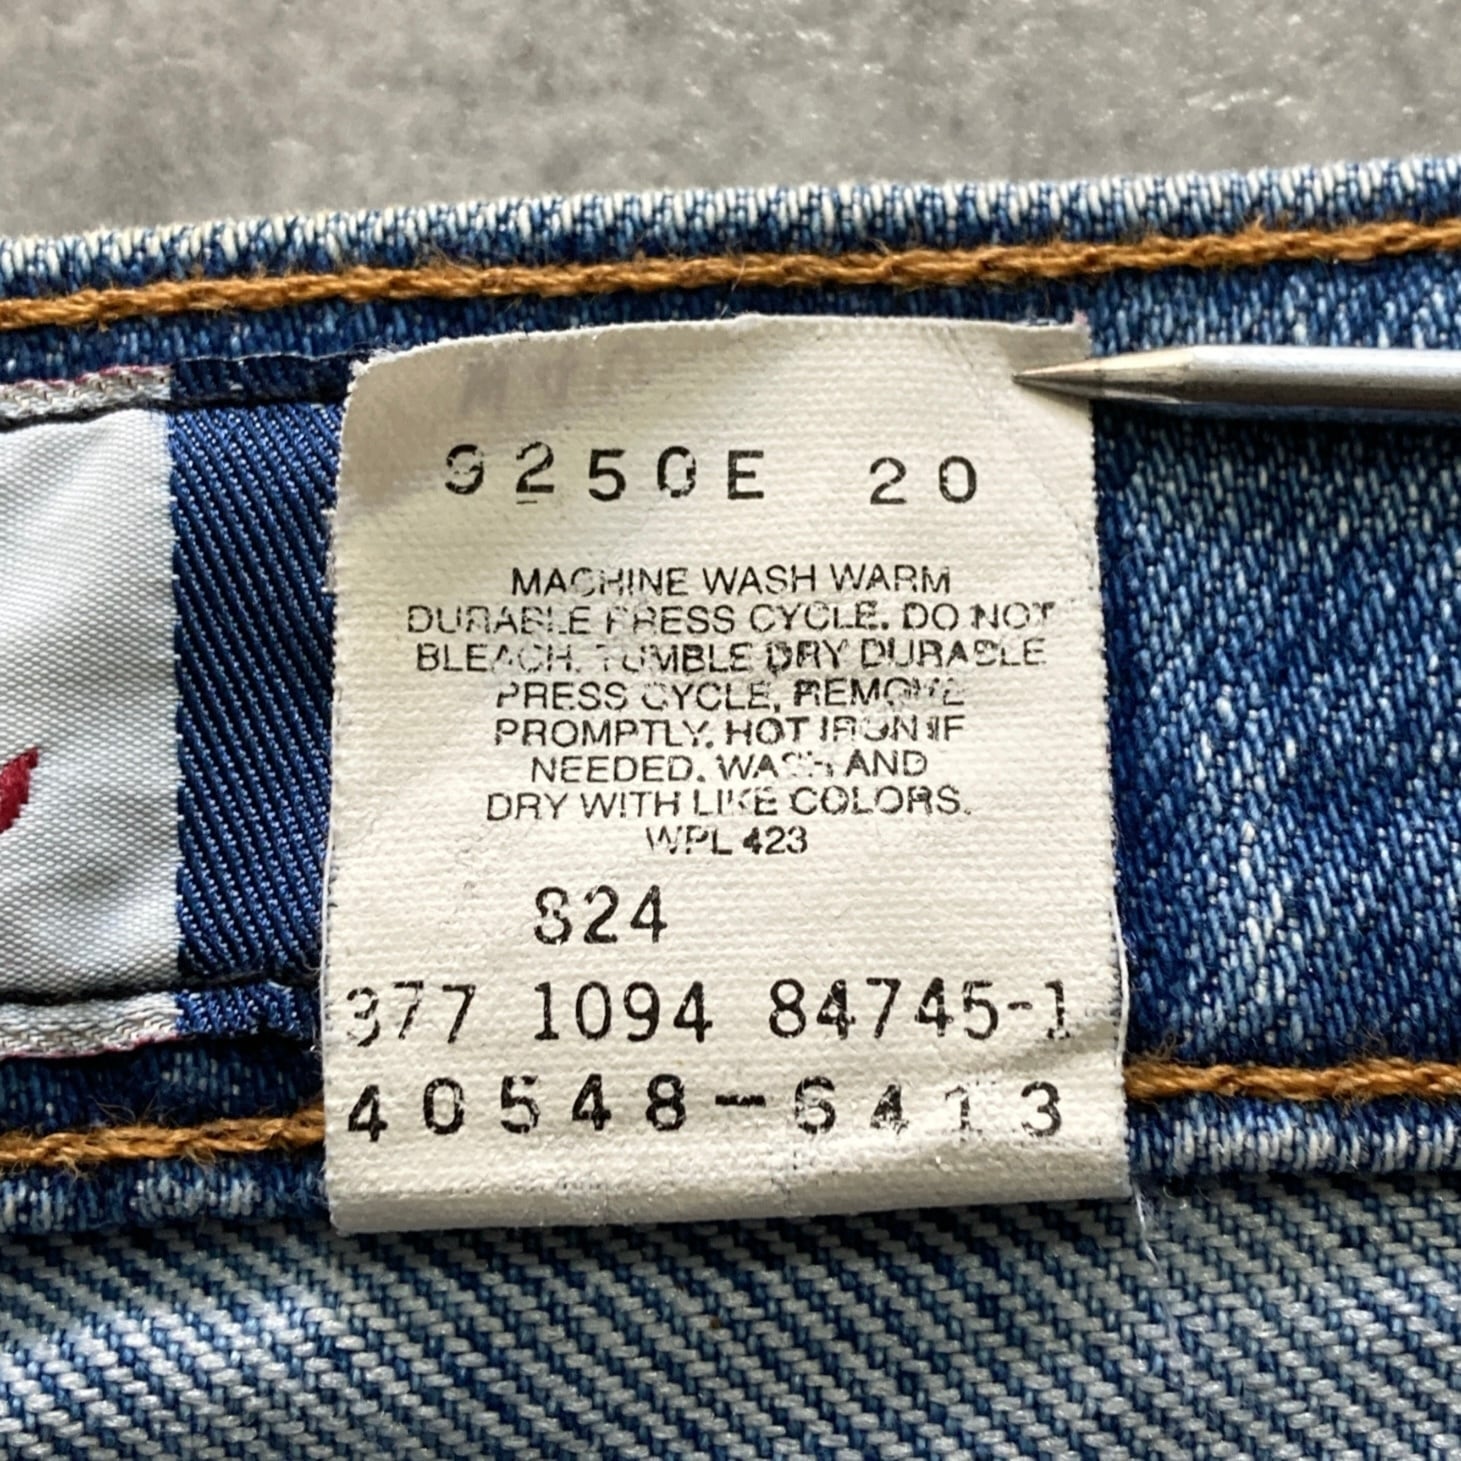 9250E 20
MACHINE WASH WARM
DURABLE PRESS CYCLE. DO NOT
BLEACH. TUMBLE DRY DURABLE
PRESS CYCLE, REMOVE
PROMPTLY. HOT IRON IF
NEEDED. WASH AND
DRY WITH LIKE COLORS.
WPL 423
S24
377 1094 84745-1
40548-6413